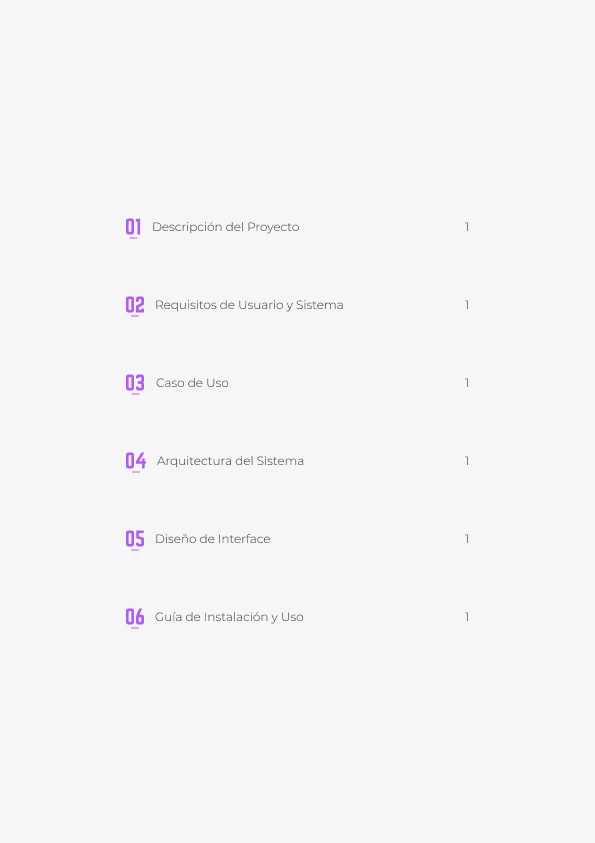 01 Descripción del Proyecto 1
02 Requisitos de Usuario y Sistema 1
03 Caso de Uso 1
04 Arquitectura del Sistema 1
05 Diseño de Interface 1
06 Guía de Instalación y Uso 1